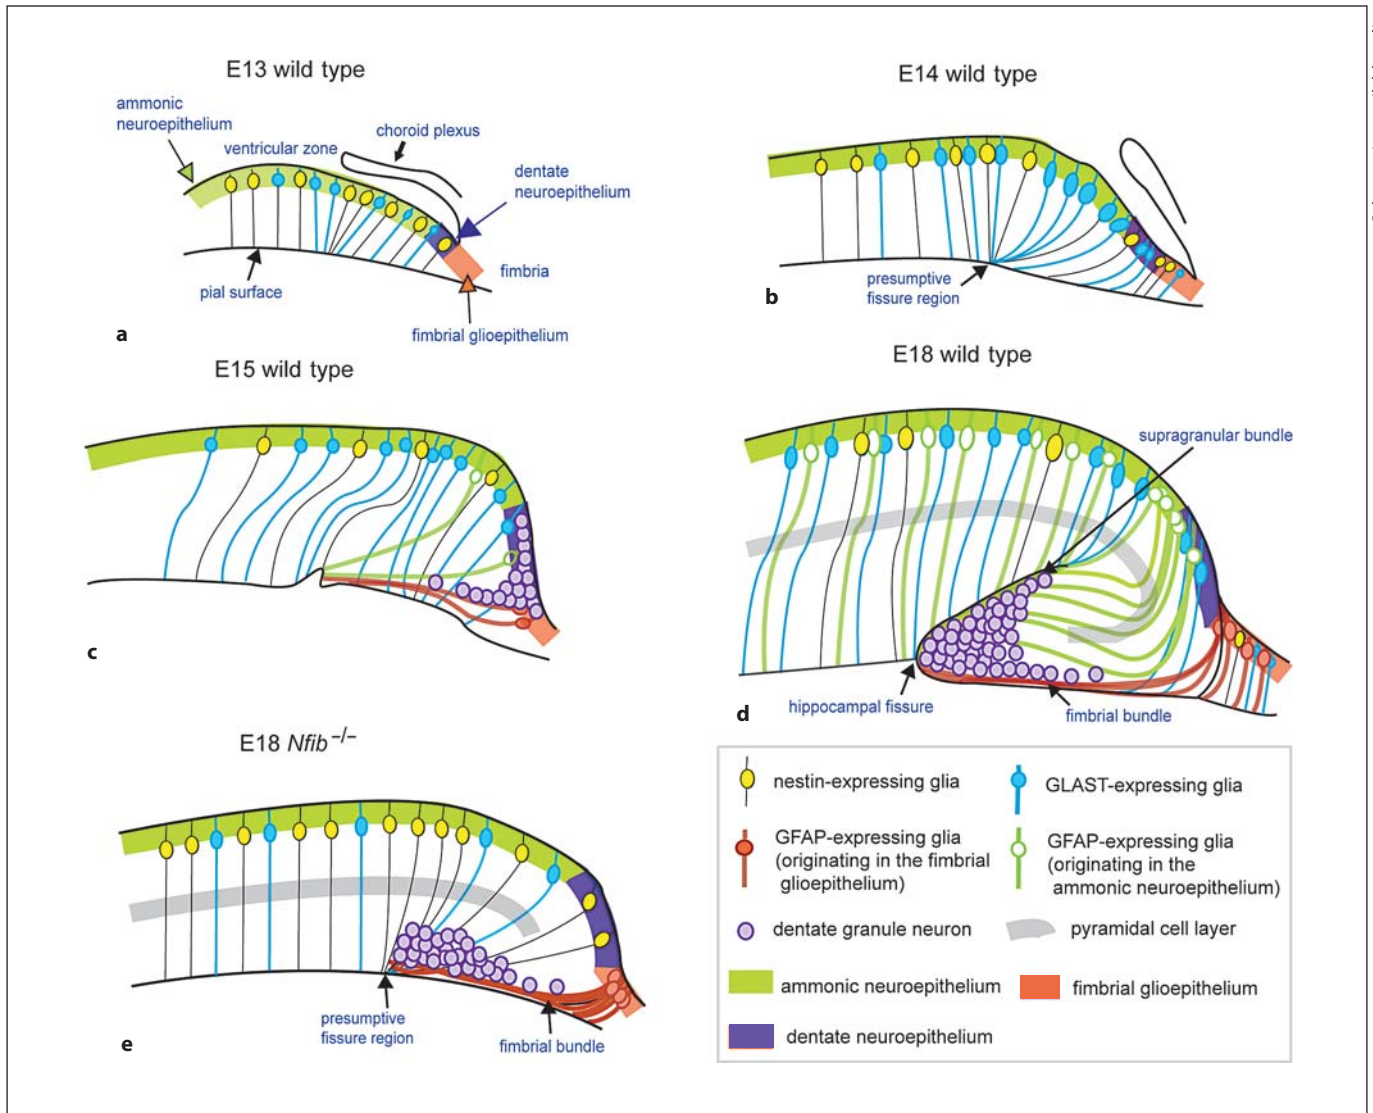 E13 wild type
ammonic
neuroepithelium
ventricular zone
choroid plexus
dentate
neuroepithelium
fimbria
pial surface
fimbrial glioepithelium
a
E14 wild type
presumptive
fissure region
b
E15 wild type
c
E18 wild type
supragranular bundle
hippocampal fissure
fimbrial bundle
d
E18 Nfib –/–
presumptive
fissure region
fimbrial bundle
e
nestin-expressing glia
GLAST-expressing glia
GFAP-expressing glia
(originating in the fimbrial
glioepithelium)
GFAP-expressing glia
(originating in the
ammonic neuroepithelium)
dentate granule neuron
pyramidal cell layer
ammonic neuroepithelium
fimbrial glioepithelium
dentate neuroepithelium